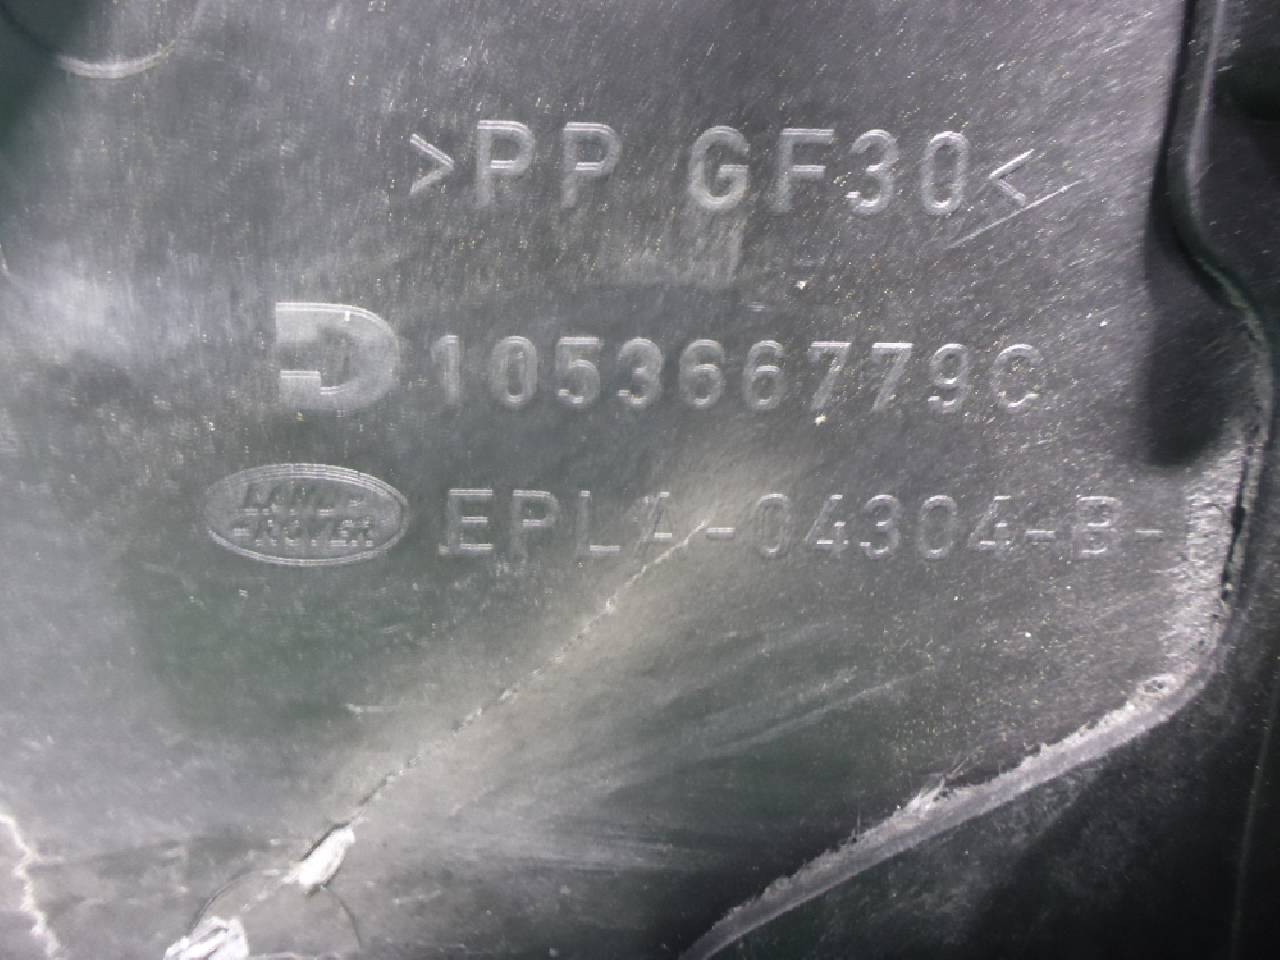 >PP GF30<
D 105366779C
LAND-
-ROVER EPLA-04304-B-